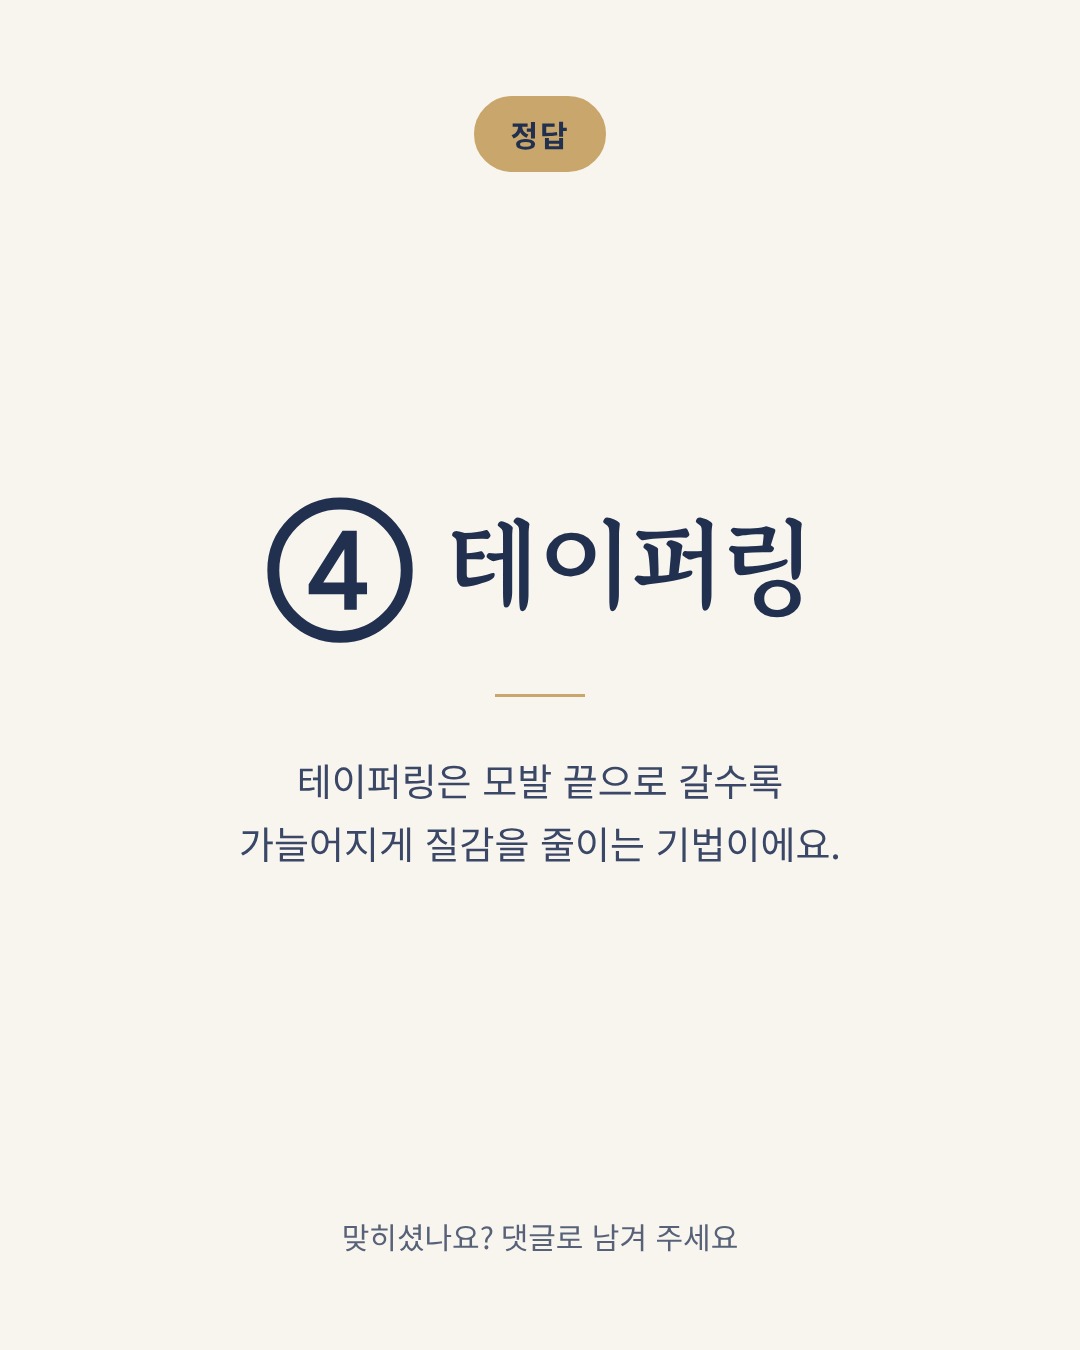 정답
④ 테이퍼링
테이퍼링은 모발 끝으로 갈수록
가늘어지게 질감을 줄이는 기법이에요.
맞히셨나요? 댓글로 남겨 주세요